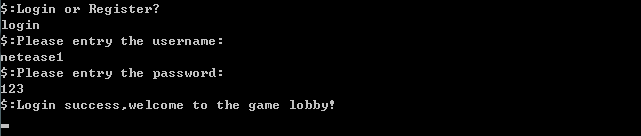 $:Login or Register?
login
$:Please entry the username:
netease1
$:Please entry the password:
123
$:Login success,welcome to the game lobby!